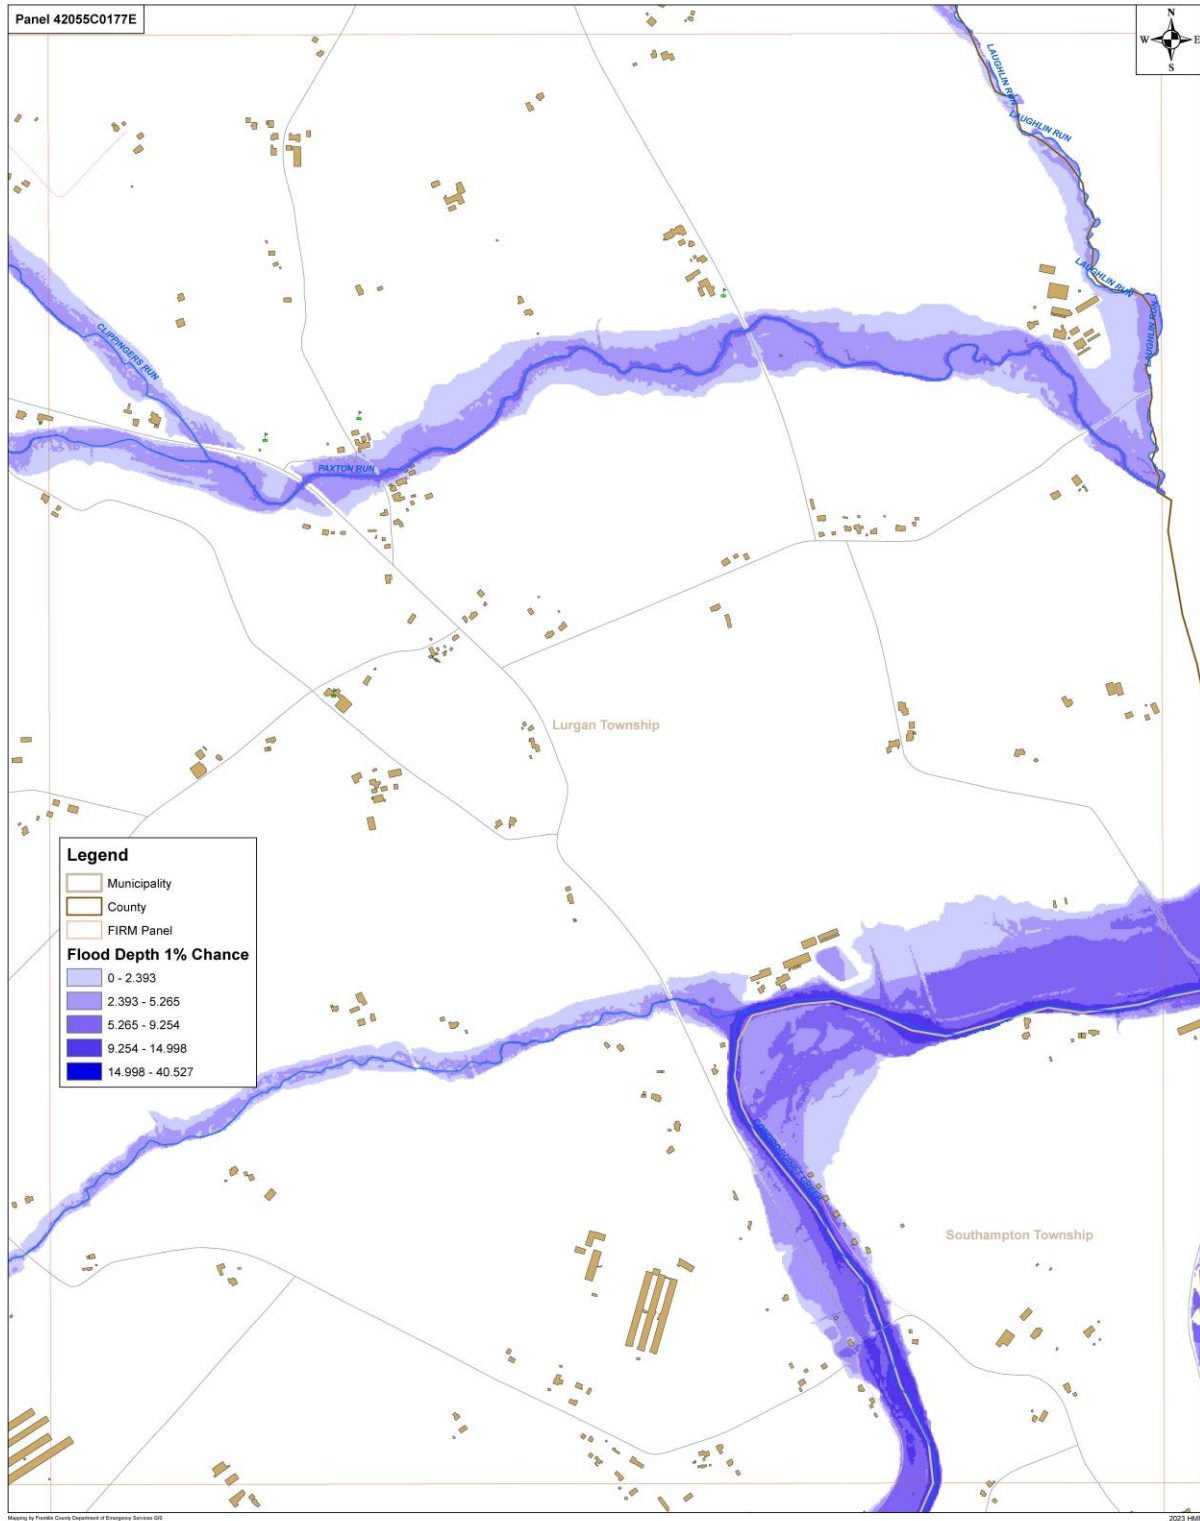 Panel 42055C0177E
N
W E
S
LAUGHLIN RUN
LAUGHLIN RUN
LAUGHLIN RUN
LAUGHLIN RUN
CLIPPINGERS RUN
PAXTON RUN
Lurgan Township
Legend
Municipality
County
FIRM Panel
Flood Depth 1% Chance
0 - 2.393
2.393 - 5.265
5.265 - 9.254
9.254 - 14.998
14.998 - 40.527
Southampton Township
Mapping by Franklin County Department of Emergency Services GIS